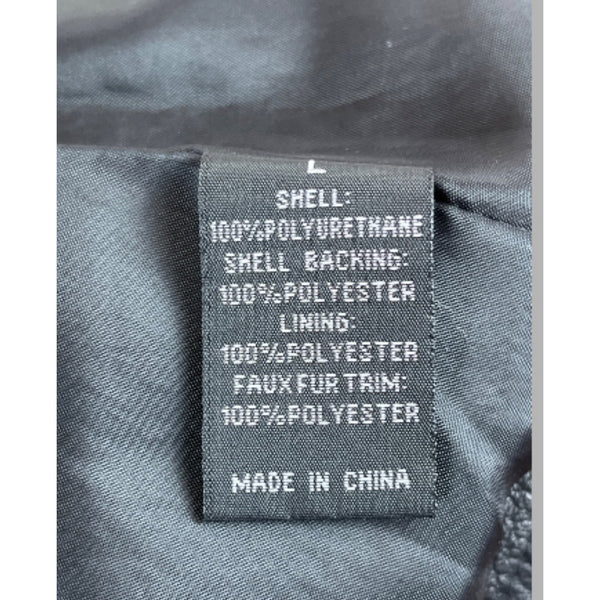 L
SHELL:
100%POLYURETHANE
SHELL BACKING:
100%POLYESTER
LINING:
100%POLYESTER
FAUX FUR TRIM:
100%POLYESTER
MADE IN CHINA